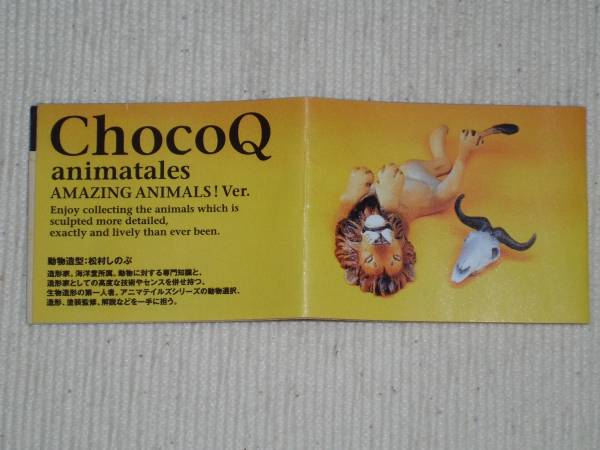 ChocoQ
animatales
AMAZING ANIMALS! Ver.
Enjoy collecting the animals which is
sculpted more detailed,
exactly and lively than ever been.
動物造型:松村しのぶ
造形家。海洋堂所属。動物に対する専門知識と、
造形家としての高度な技術やセンスを併せ持つ、
生物造形の第一人者。アニマテイルズシリーズの動物選択、
造形、塗装監修、解説などを一手に担う。